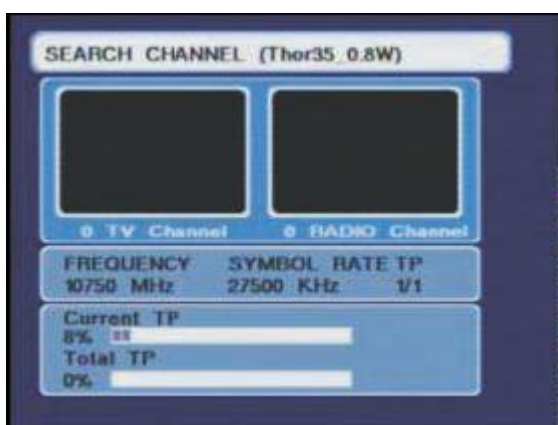 SEARCH CHANNEL (Thor35_0.8W)
0 TV Channel
0 RADIO Channel
FREQUENCY SYMBOL RATE TP
10750 MHz 27500 KHz 1/1
Current TP
8%
Total TP
0%